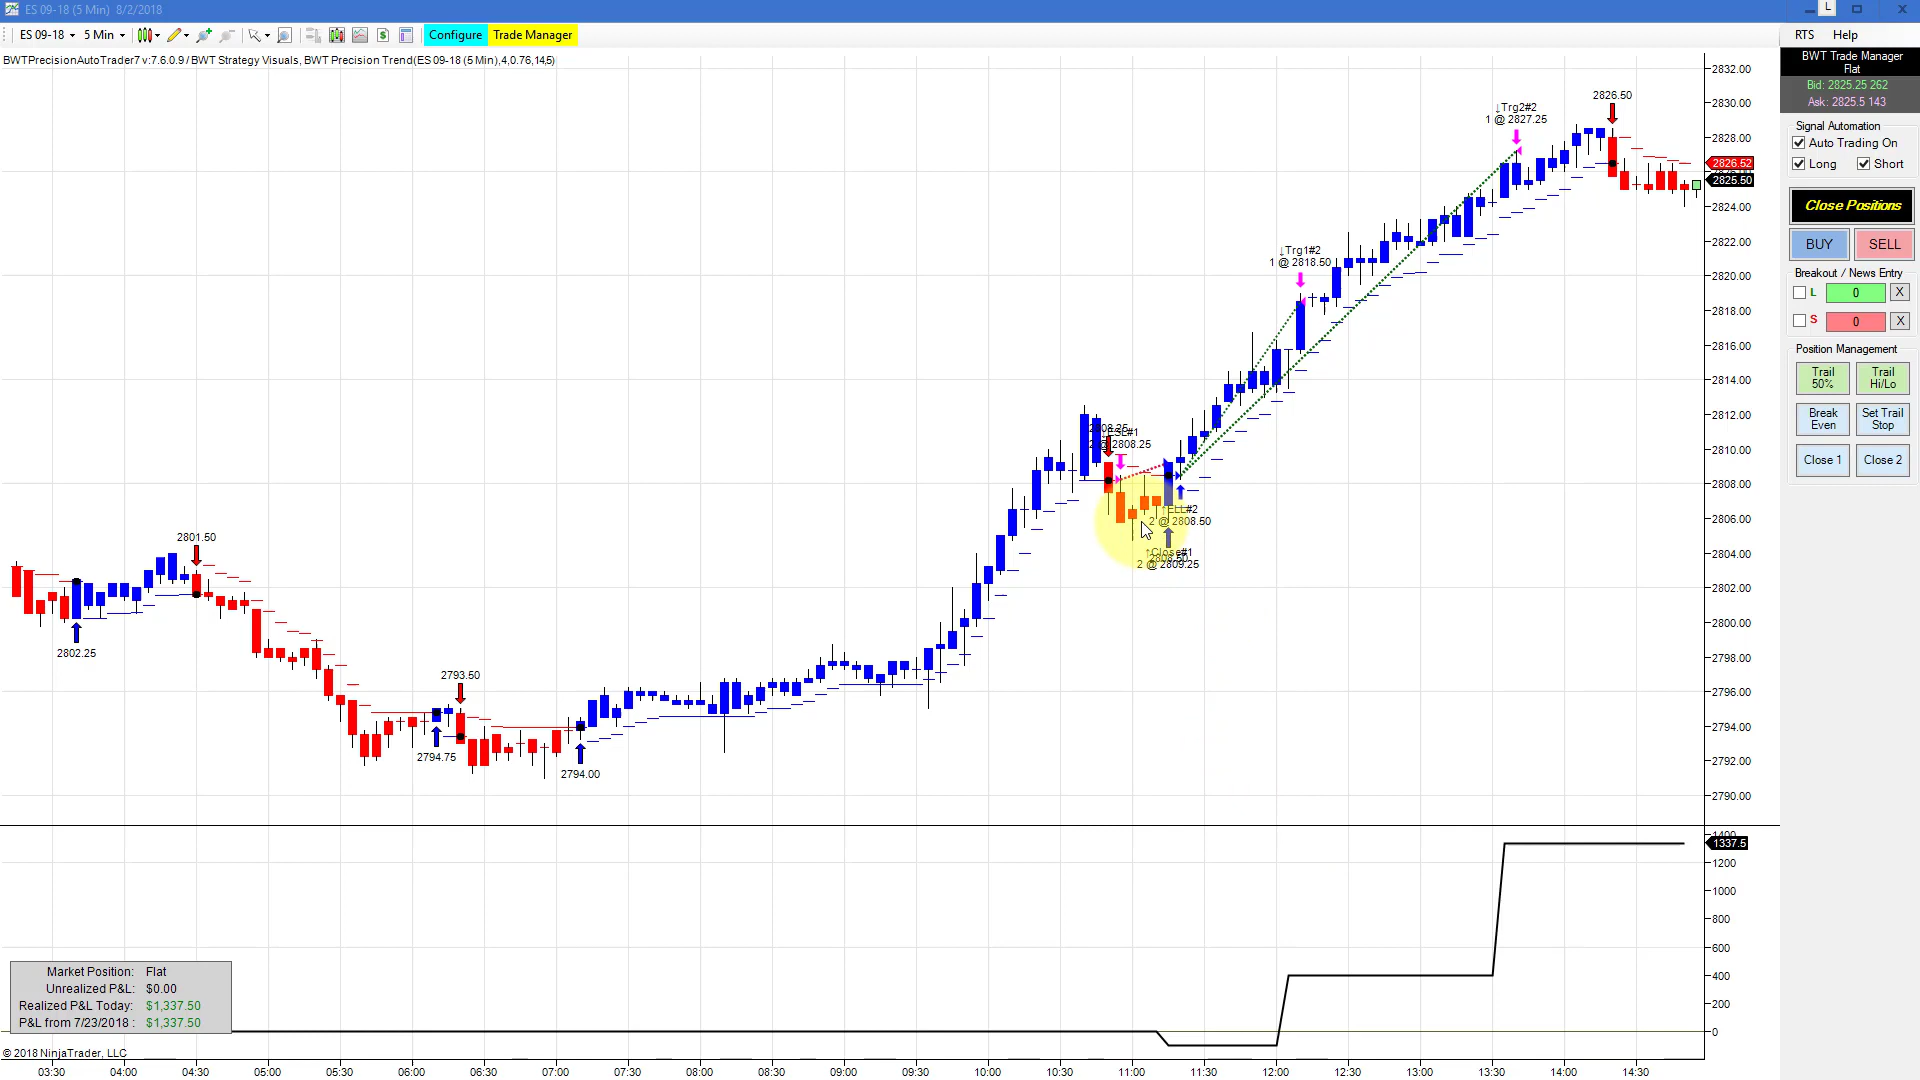 ES 09-18 (5 Min)  8/2/2018
L
ES 09-18
5 Min
Configure
Trade Manager
RTS
Help
BWTPrecisionAutoTrader7 v:7.6.0.9 / BWT Strategy Visuals, BWT Precision Trend(ES 09-18 (5 Min),4,0.76,14,5)
BWT Trade Manager
Flat
Bid: 2825.25 262
Ask: 2825.5 143
Signal Automation
Auto Trading On
Long
Short
Close Positions
BUY
SELL
Breakout / News Entry
L
0
X
S
0
X
Position Management
Trail
50%
Trail
Hi/Lo
Break
Even
Set Trail
Stop
Close 1
Close 2
2832.00
2830.00
2828.00
2826.52
2825.50
2824.00
2822.00
2820.00
2818.00
2816.00
2814.00
2812.00
2810.00
2808.00
2806.00
2804.00
2802.00
2800.00
2798.00
2796.00
2794.00
2792.00
2790.00
2826.50
↓Trg2#2
1 @ 2827.25
↓Trg1#2
1 @ 2818.50
2808.25
↓ESL#1
2 @ 2808.25
↑ELL#2
2 @ 2808.50
↑Close#1
2808.50
2 @ 2809.25
2801.50
2802.25
2793.50
2794.75
2794.00
1400
1337.5
1200
1000
800
600
400
200
0
Market Position: Flat
Unrealized P&L: $0.00
Realized P&L Today: $1,337.50
P&L from 7/23/2018 : $1,337.50
© 2018 NinjaTrader, LLC
03:30
04:00
04:30
05:00
05:30
06:00
06:30
07:00
07:30
08:00
08:30
09:00
09:30
10:00
10:30
11:00
11:30
12:00
12:30
13:00
13:30
14:00
14:30